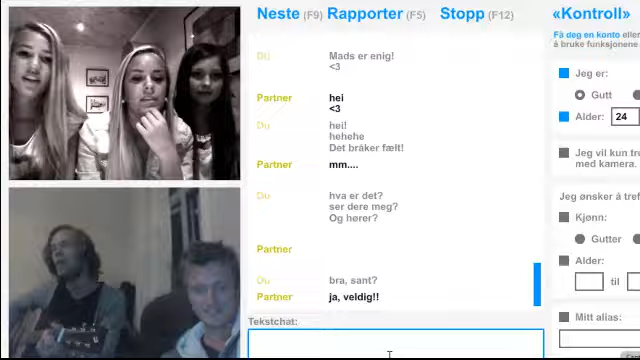 Neste (F9) Rapporter (F5) Stopp (F12)
Du Mads er enig!
<3
Partner hei
<3
Du hei!
hehehe
Det bråker fælt!
Partner mm....
Du hva er det?
ser dere meg?
Og hører?
Partner
Du bra, sant?
Partner ja, veldig!!
Tekstchat:
«Kontroll»
Få deg en konto eller
å bruke funksjonene
Jeg er:
Gutt
Alder: 24
Jeg vil kun
med kamera.
Jeg ønsker å
Kjønn:
Gutter
Alder:
til
Mitt alias: